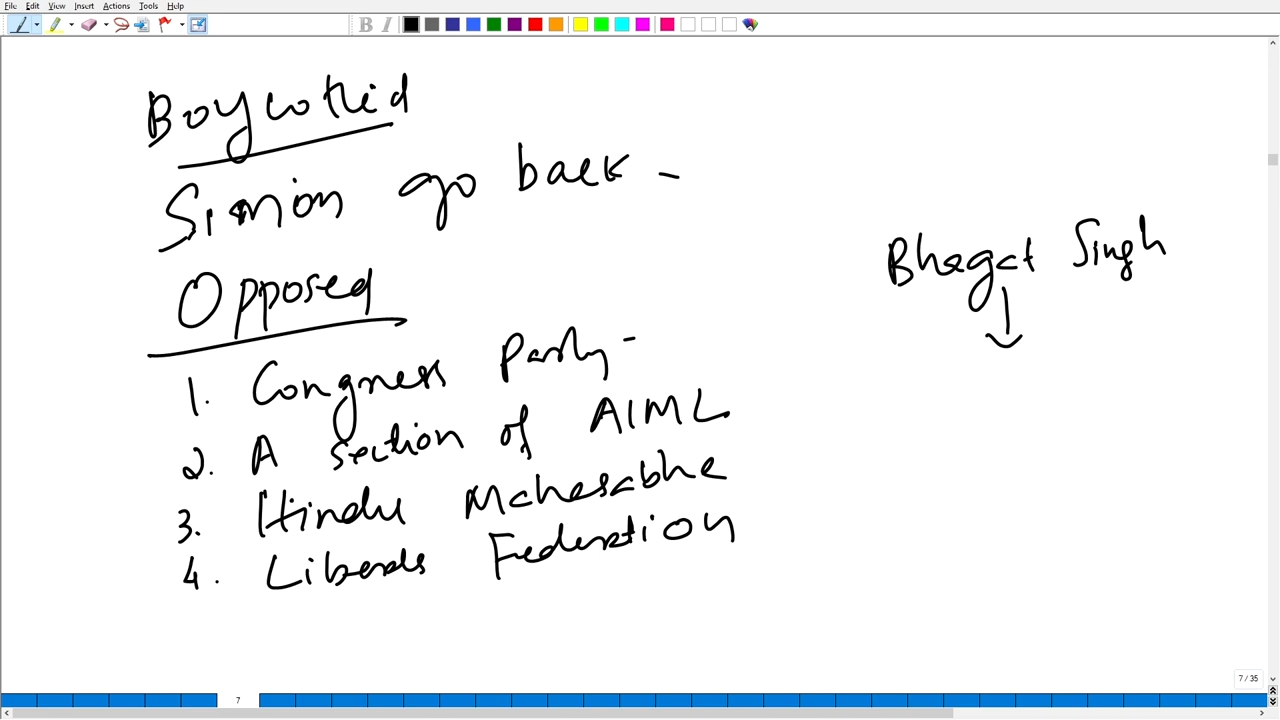 File Edit View Insert Actions Tools Help
B I
Boycotted
Simon go back -
Opposed
1. Congress Party -
2. A section of AIML
3. Hindu Mahasabha
4. Liberals Federation
Bhagat Singh
7 / 35
7